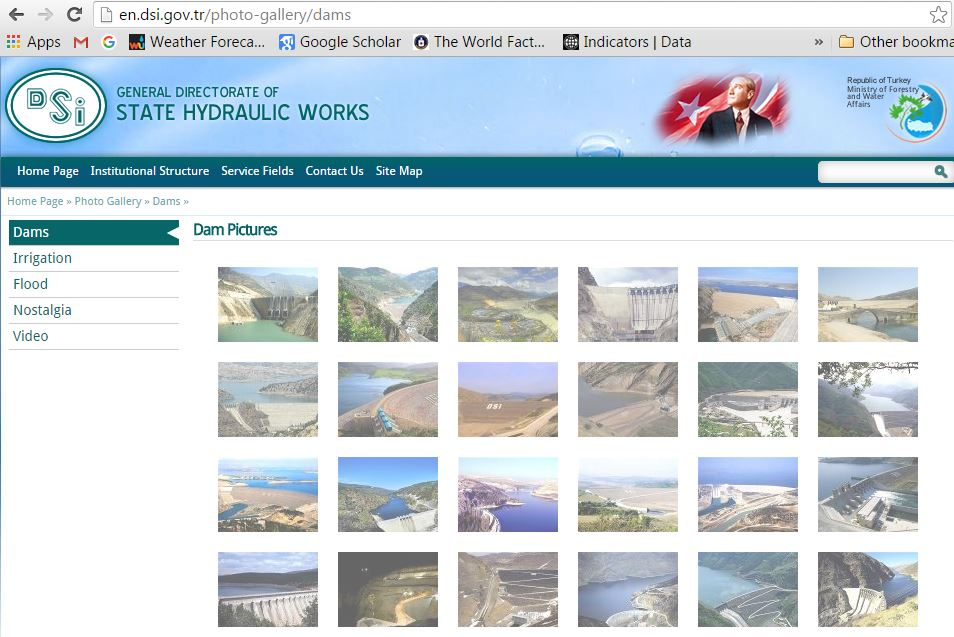 en.dsi.gov.tr/photo-gallery/dams
Apps Weather Foreca... Google Scholar The World Fact... Indicators | Data » Other bookma
DSi GENERAL DIRECTORATE OF
STATE HYDRAULIC WORKS
Republic of Turkey
Ministry of Forestry
and Water
Affairs
Home Page Institutional Structure Service Fields Contact Us Site Map
Home Page » Photo Gallery » Dams »
Dams
Irrigation
Flood
Nostalgia
Video
Dam Pictures
DSİ